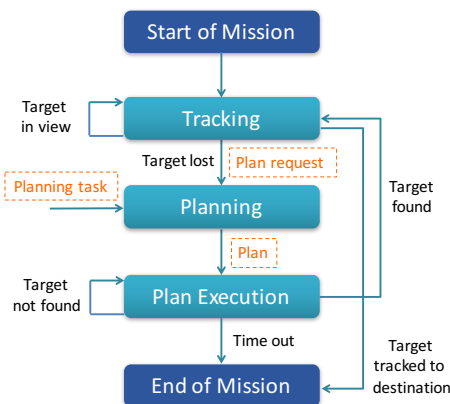 Start of Mission
Target
in view
Tracking
Target lost
Plan request
Planning task
Target
found
Planning
Plan
Target
not found
Plan Execution
Time out
Target
tracked to
destination
End of Mission